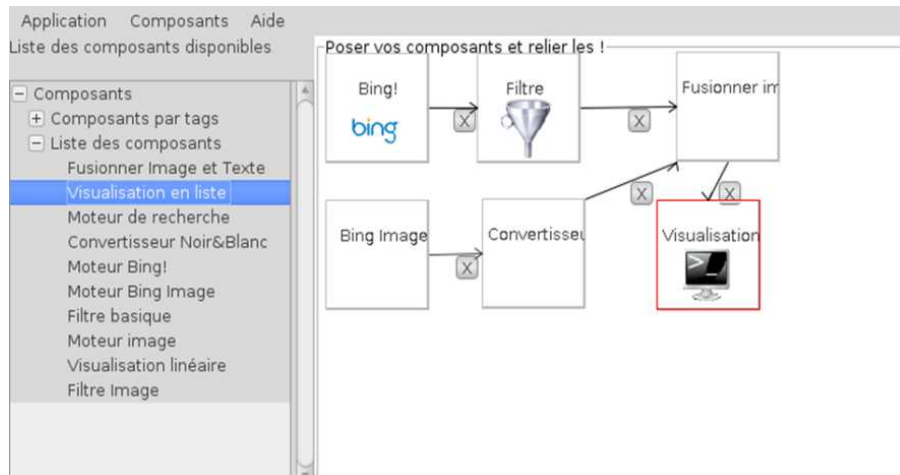 Application Composants Aide
Liste des composants disponibles
Composants
Composants par tags
Liste des composants
Fusionner Image et Texte
Visualisation en liste
Moteur de recherche
Convertisseur Noir&Blanc
Moteur Bing!
Moteur Bing Image
Filtre basique
Moteur image
Visualisation linéaire
Filtre Image
Poser vos composants et relier les !
Bing!
bing
X
Filtre
X
Fusionner im
Bing Image
X
Convertisseu
X
X
Visualisation
>_